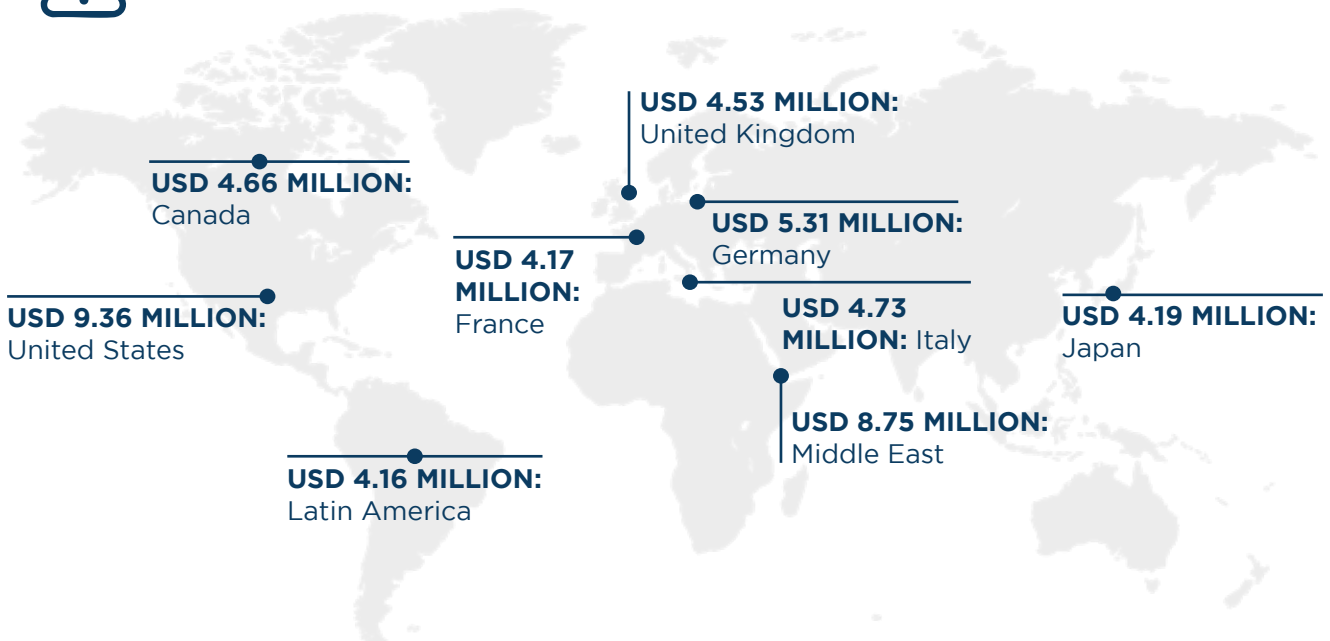 USD 4.53 MILLION:
United Kingdom
USD 4.66 MILLION:
Canada
USD 5.31 MILLION:
Germany
USD 4.17
MILLION:
France
USD 4.73
MILLION: Italy
USD 9.36 MILLION:
United States
USD 4.19 MILLION:
Japan
USD 8.75 MILLION:
Middle East
USD 4.16 MILLION:
Latin America